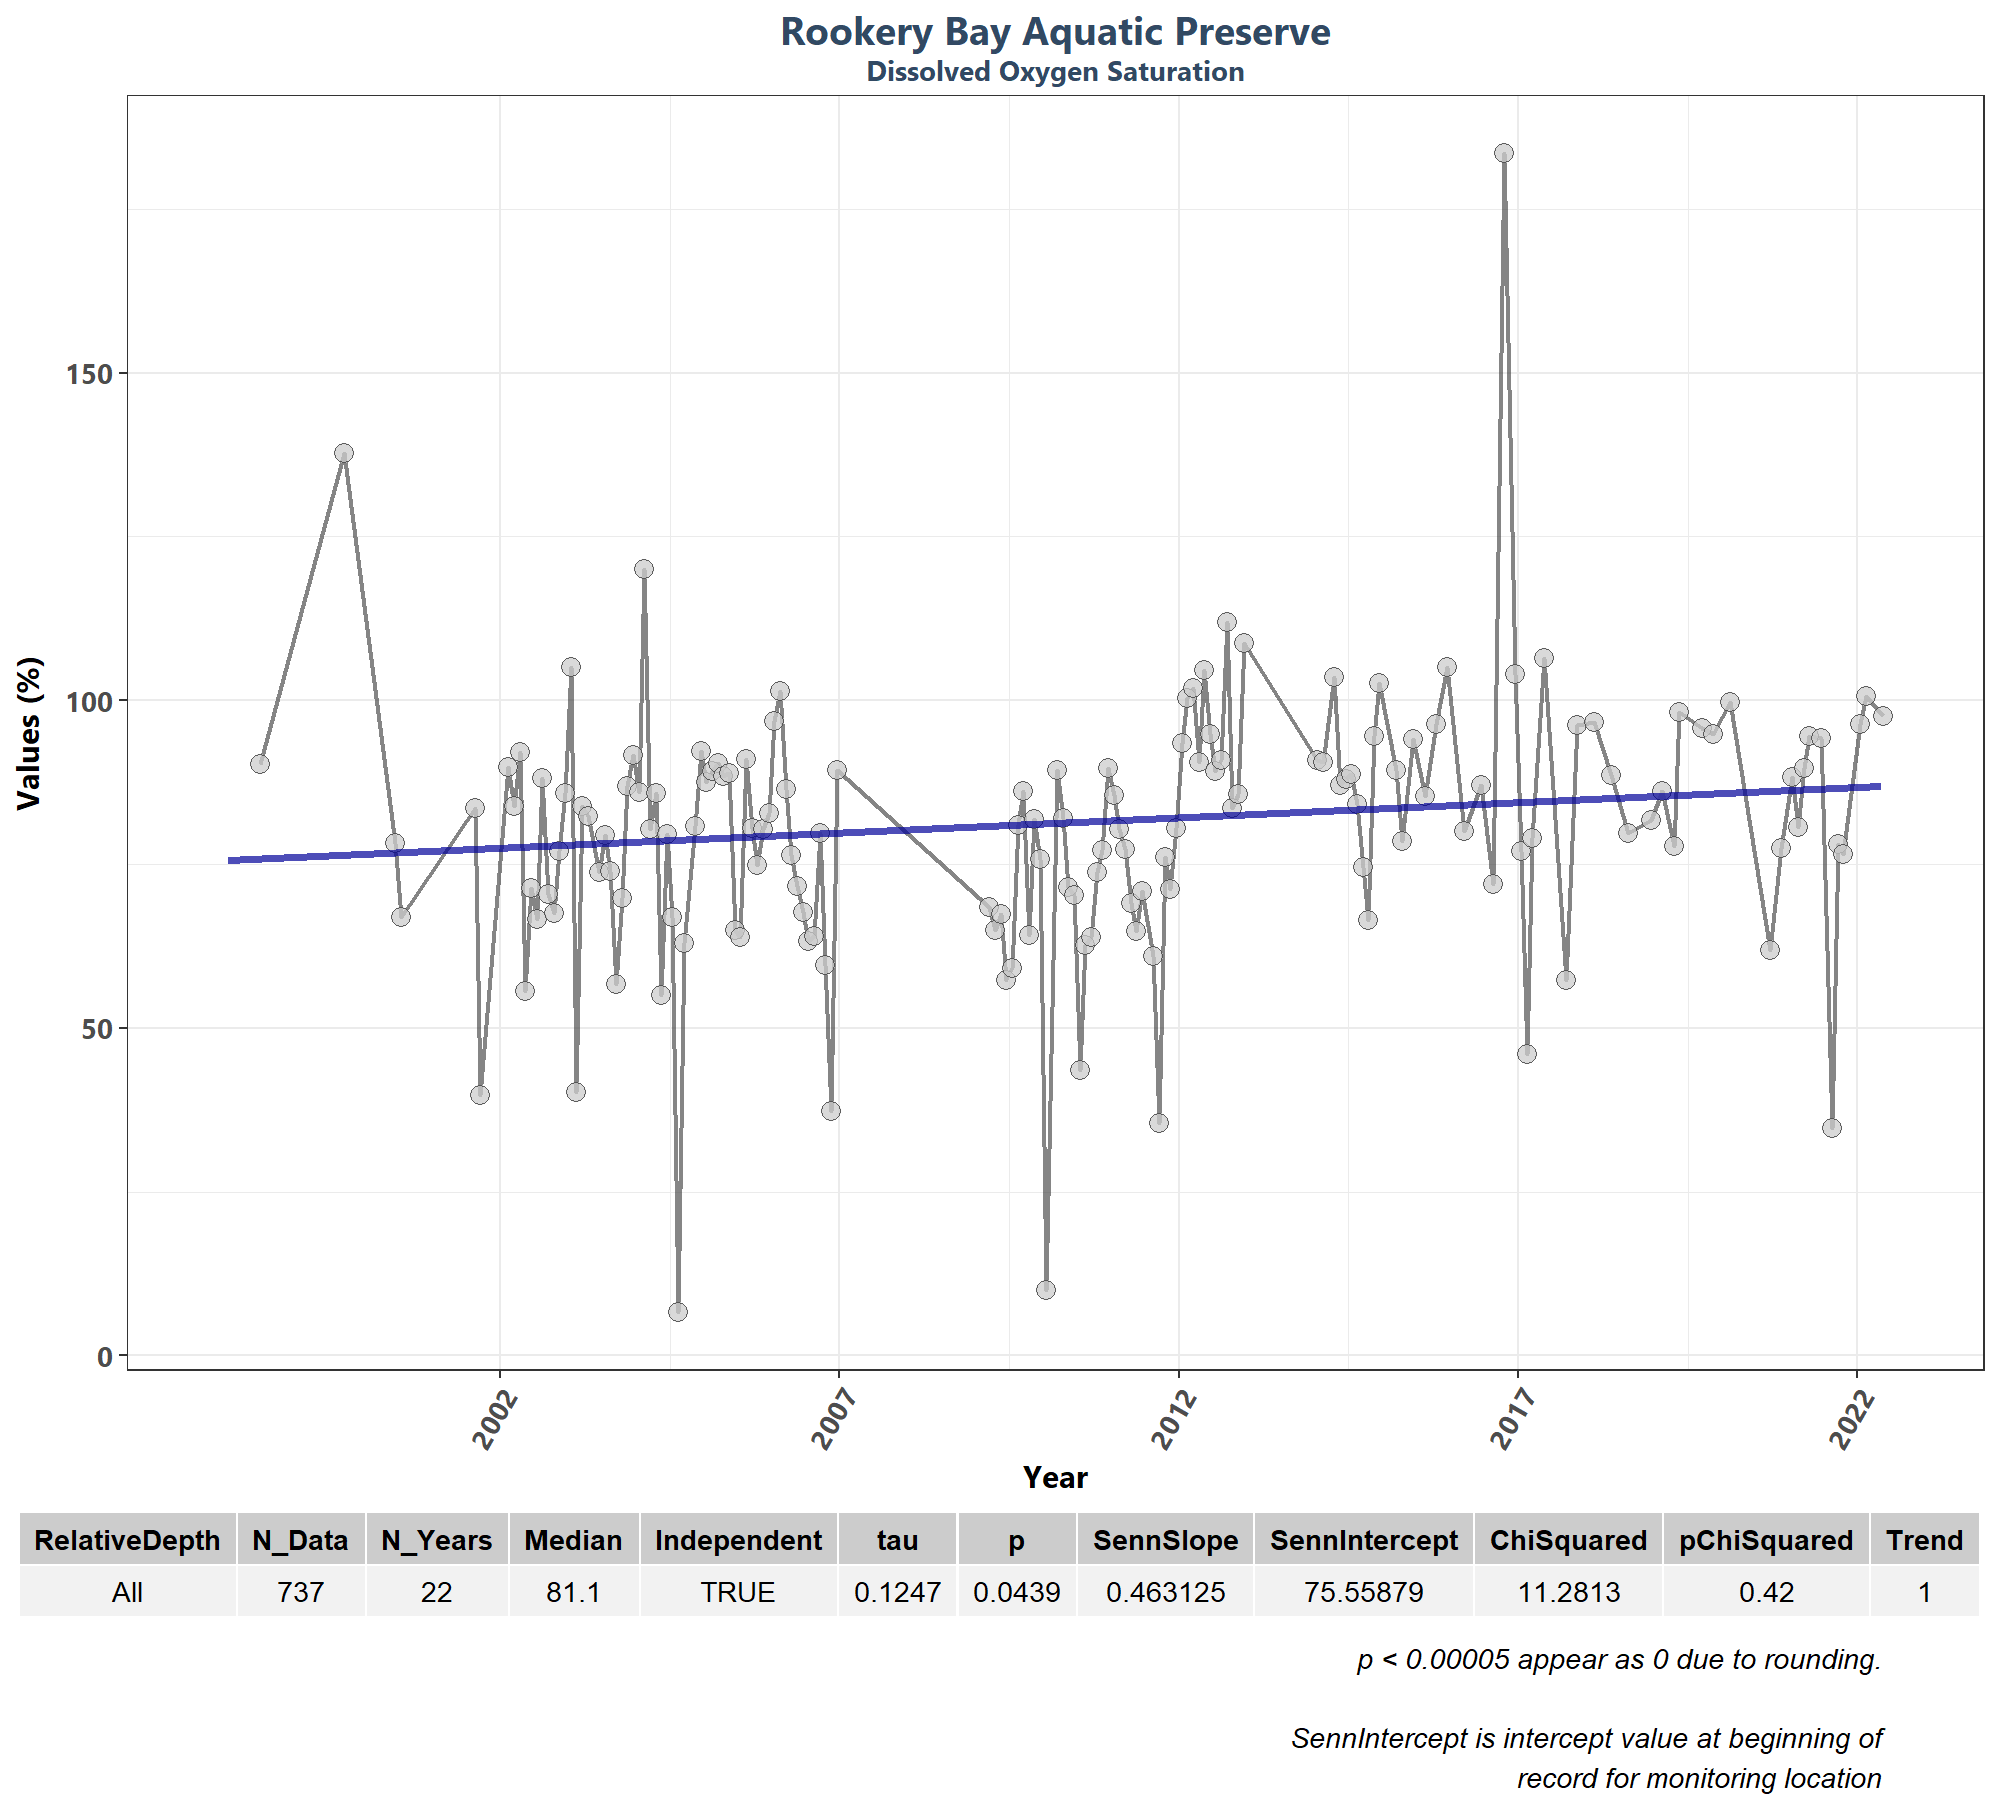 Rookery Bay Aquatic Preserve
Dissolved Oxygen Saturation
Values (%)
150
100
50
0
2002 2007 2012 2017 2022
Year
RelativeDepth N_Data N_Years Median Independent tau p SennSlope SennIntercept ChiSquared pChiSquared Trend
All 737 22 81.1 TRUE 0.1247 0.0439 0.463125 75.55879 11.2813 0.42 1
p < 0.00005 appear as 0 due to rounding.
SennIntercept is intercept value at beginning of
record for monitoring location